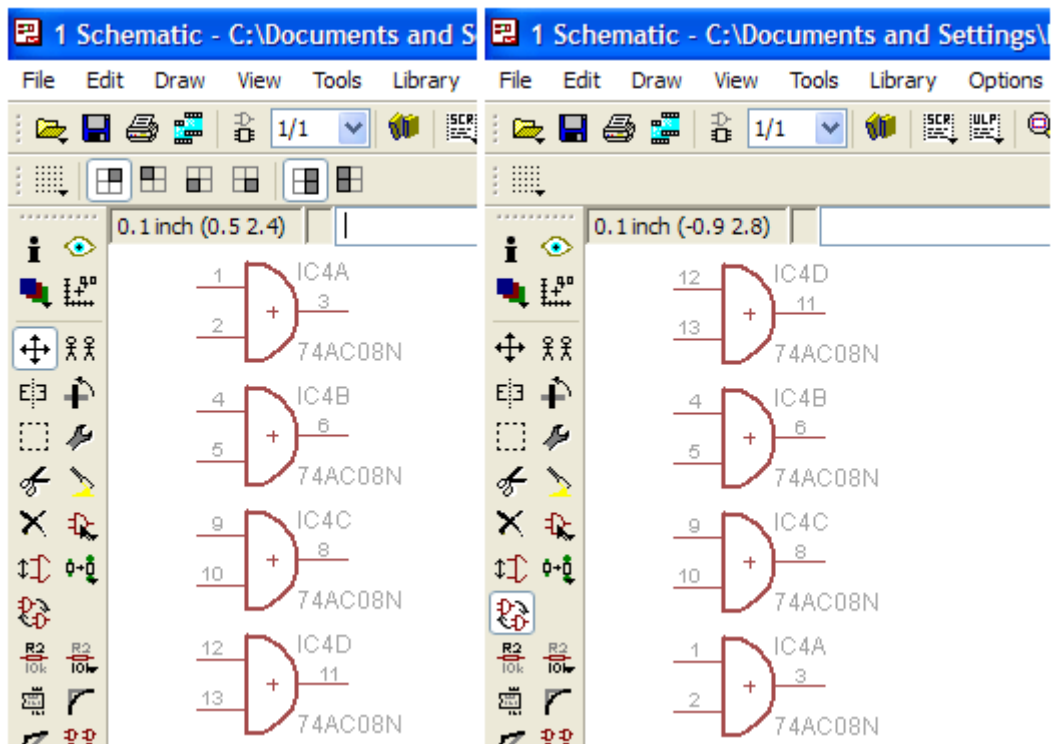 1 Schematic - C:\Documents and S
File Edit Draw View Tools Library
1/1 SCR
0.1 inch (0.5 2.4)
1 IC4A
3
2
74AC08N
4 IC4B
6
5
74AC08N
9 IC4C
8
10
74AC08N
12 IC4D
11
13
74AC08N
R2 R2
10k 10k
1 Schematic - C:\Documents and Settings\
File Edit Draw View Tools Library Options
1/1 SCR ULP
0.1 inch (-0.9 2.8)
12 IC4D
11
13
74AC08N
4 IC4B
6
5
74AC08N
9 IC4C
8
10
74AC08N
1 IC4A
3
2
74AC08N
R2 R2
10k 10k